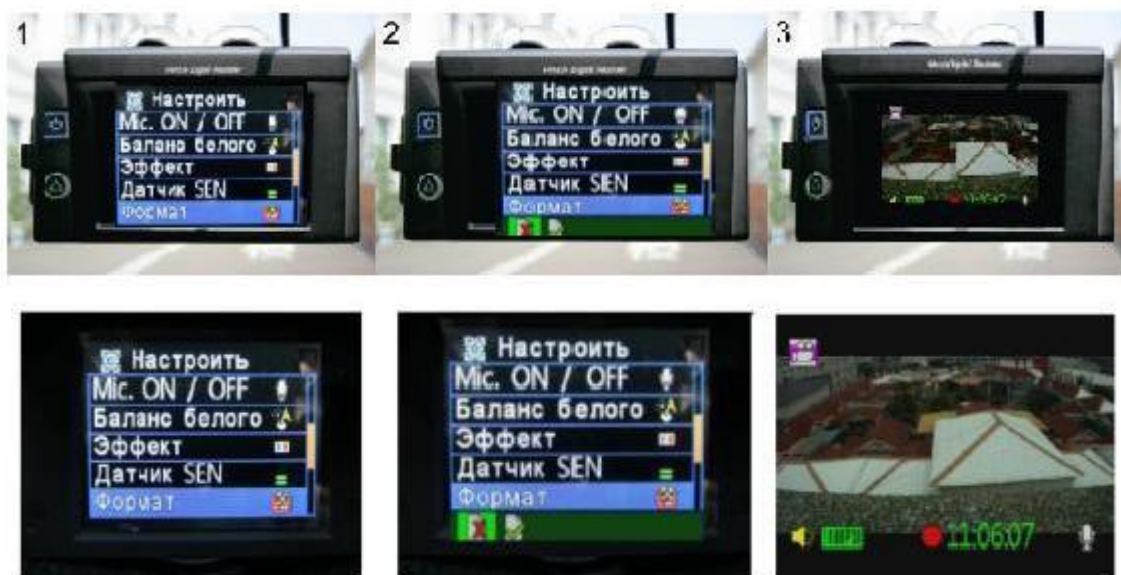 1
Настроить
Mic. ON / OFF
Баланс белого
Эффект
Датчик SEN
Формат
2
Настроить
Mic. ON / OFF
Баланс белого
Эффект
Датчик SEN
Формат
3
Настроить
Mic. ON / OFF
Баланс белого
Эффект
Датчик SEN
Формат
Настроить
Mic. ON / OFF
Баланс белого
Эффект
Датчик SEN
Формат
11:06:07